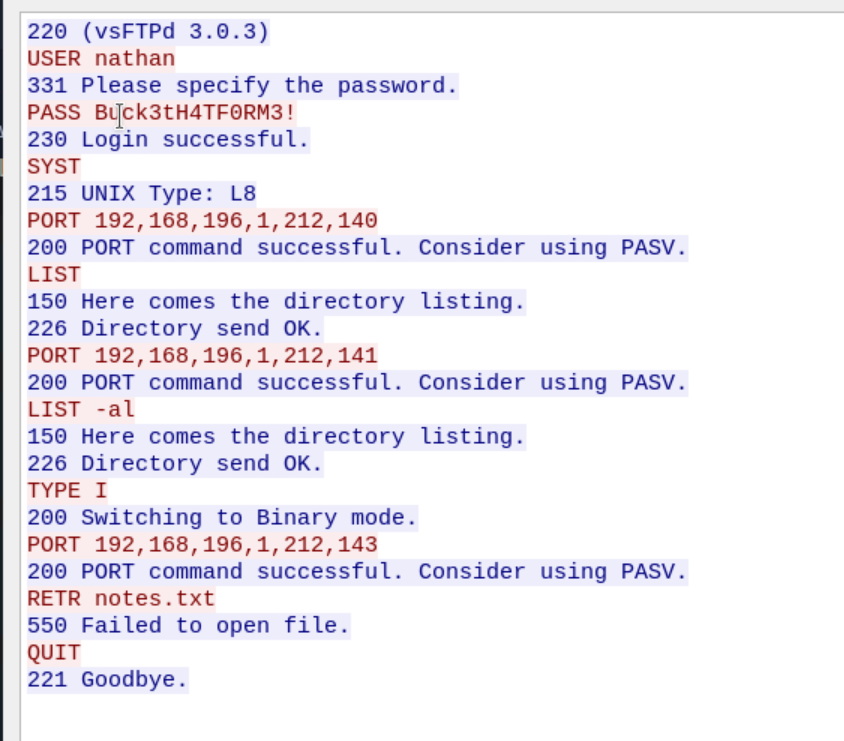 220 (vsFTPd 3.0.3)
USER nathan
331 Please specify the password.
PASS Buck3tH4TF0RM3!
230 Login successful.
SYST
215 UNIX Type: L8
PORT 192,168,196,1,212,140
200 PORT command successful. Consider using PASV.
LIST
150 Here comes the directory listing.
226 Directory send OK.
PORT 192,168,196,1,212,141
200 PORT command successful. Consider using PASV.
LIST -al
150 Here comes the directory listing.
226 Directory send OK.
TYPE I
200 Switching to Binary mode.
PORT 192,168,196,1,212,143
200 PORT command successful. Consider using PASV.
RETR notes.txt
550 Failed to open file.
QUIT
221 Goodbye.